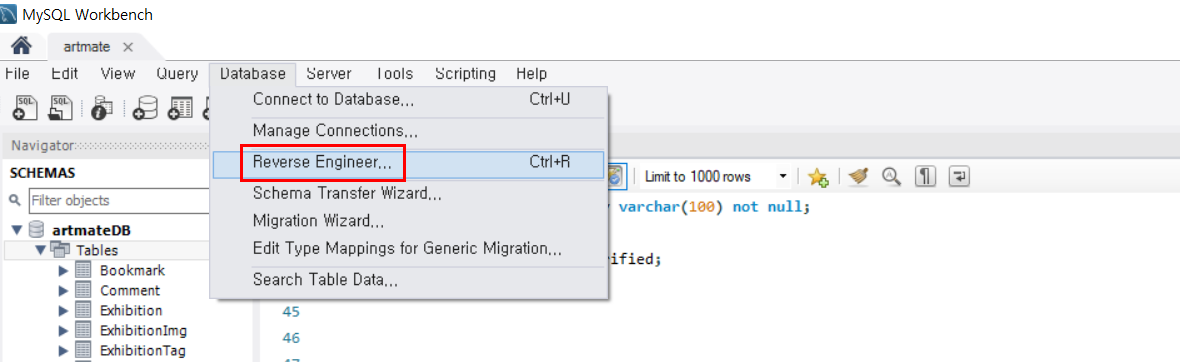 MySQL Workbench
artmate
File Edit View Query Database Server Tools Scripting Help
Connect to Database... Ctrl+U
Manage Connections...
Reverse Engineer... Ctrl+R
Schema Transfer Wizard...
Migration Wizard...
Edit Type Mappings for Generic Migration...
Search Table Data...
SQL SQL
Navigator
SCHEMAS
Filter objects
artmateDB
Tables
Bookmark
Comment
Exhibition
ExhibitionImg
ExhibitionTag
Limit to 1000 rows
varchar(100) not null;
ified;
45
46